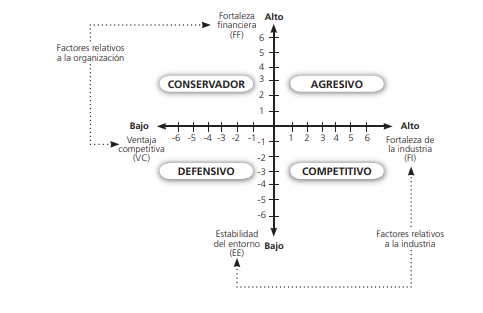 Fortaleza
financiera
(FF)
Alto
Factores relativos
a la organización
6
5
4
3
2
1
CONSERVADOR
AGRESIVO
Bajo
Alto
-6 -5 -4 -3 -2 -1
1 2 3 4 5 6
Ventaja
competitiva
(VC)
Fortaleza de
la industria
(FI)
-1
-2
-3
-4
-5
-6
DEFENSIVO
COMPETITIVO
Estabilidad
del entorno
(EE)
Bajo
Factores relativos
a la industria